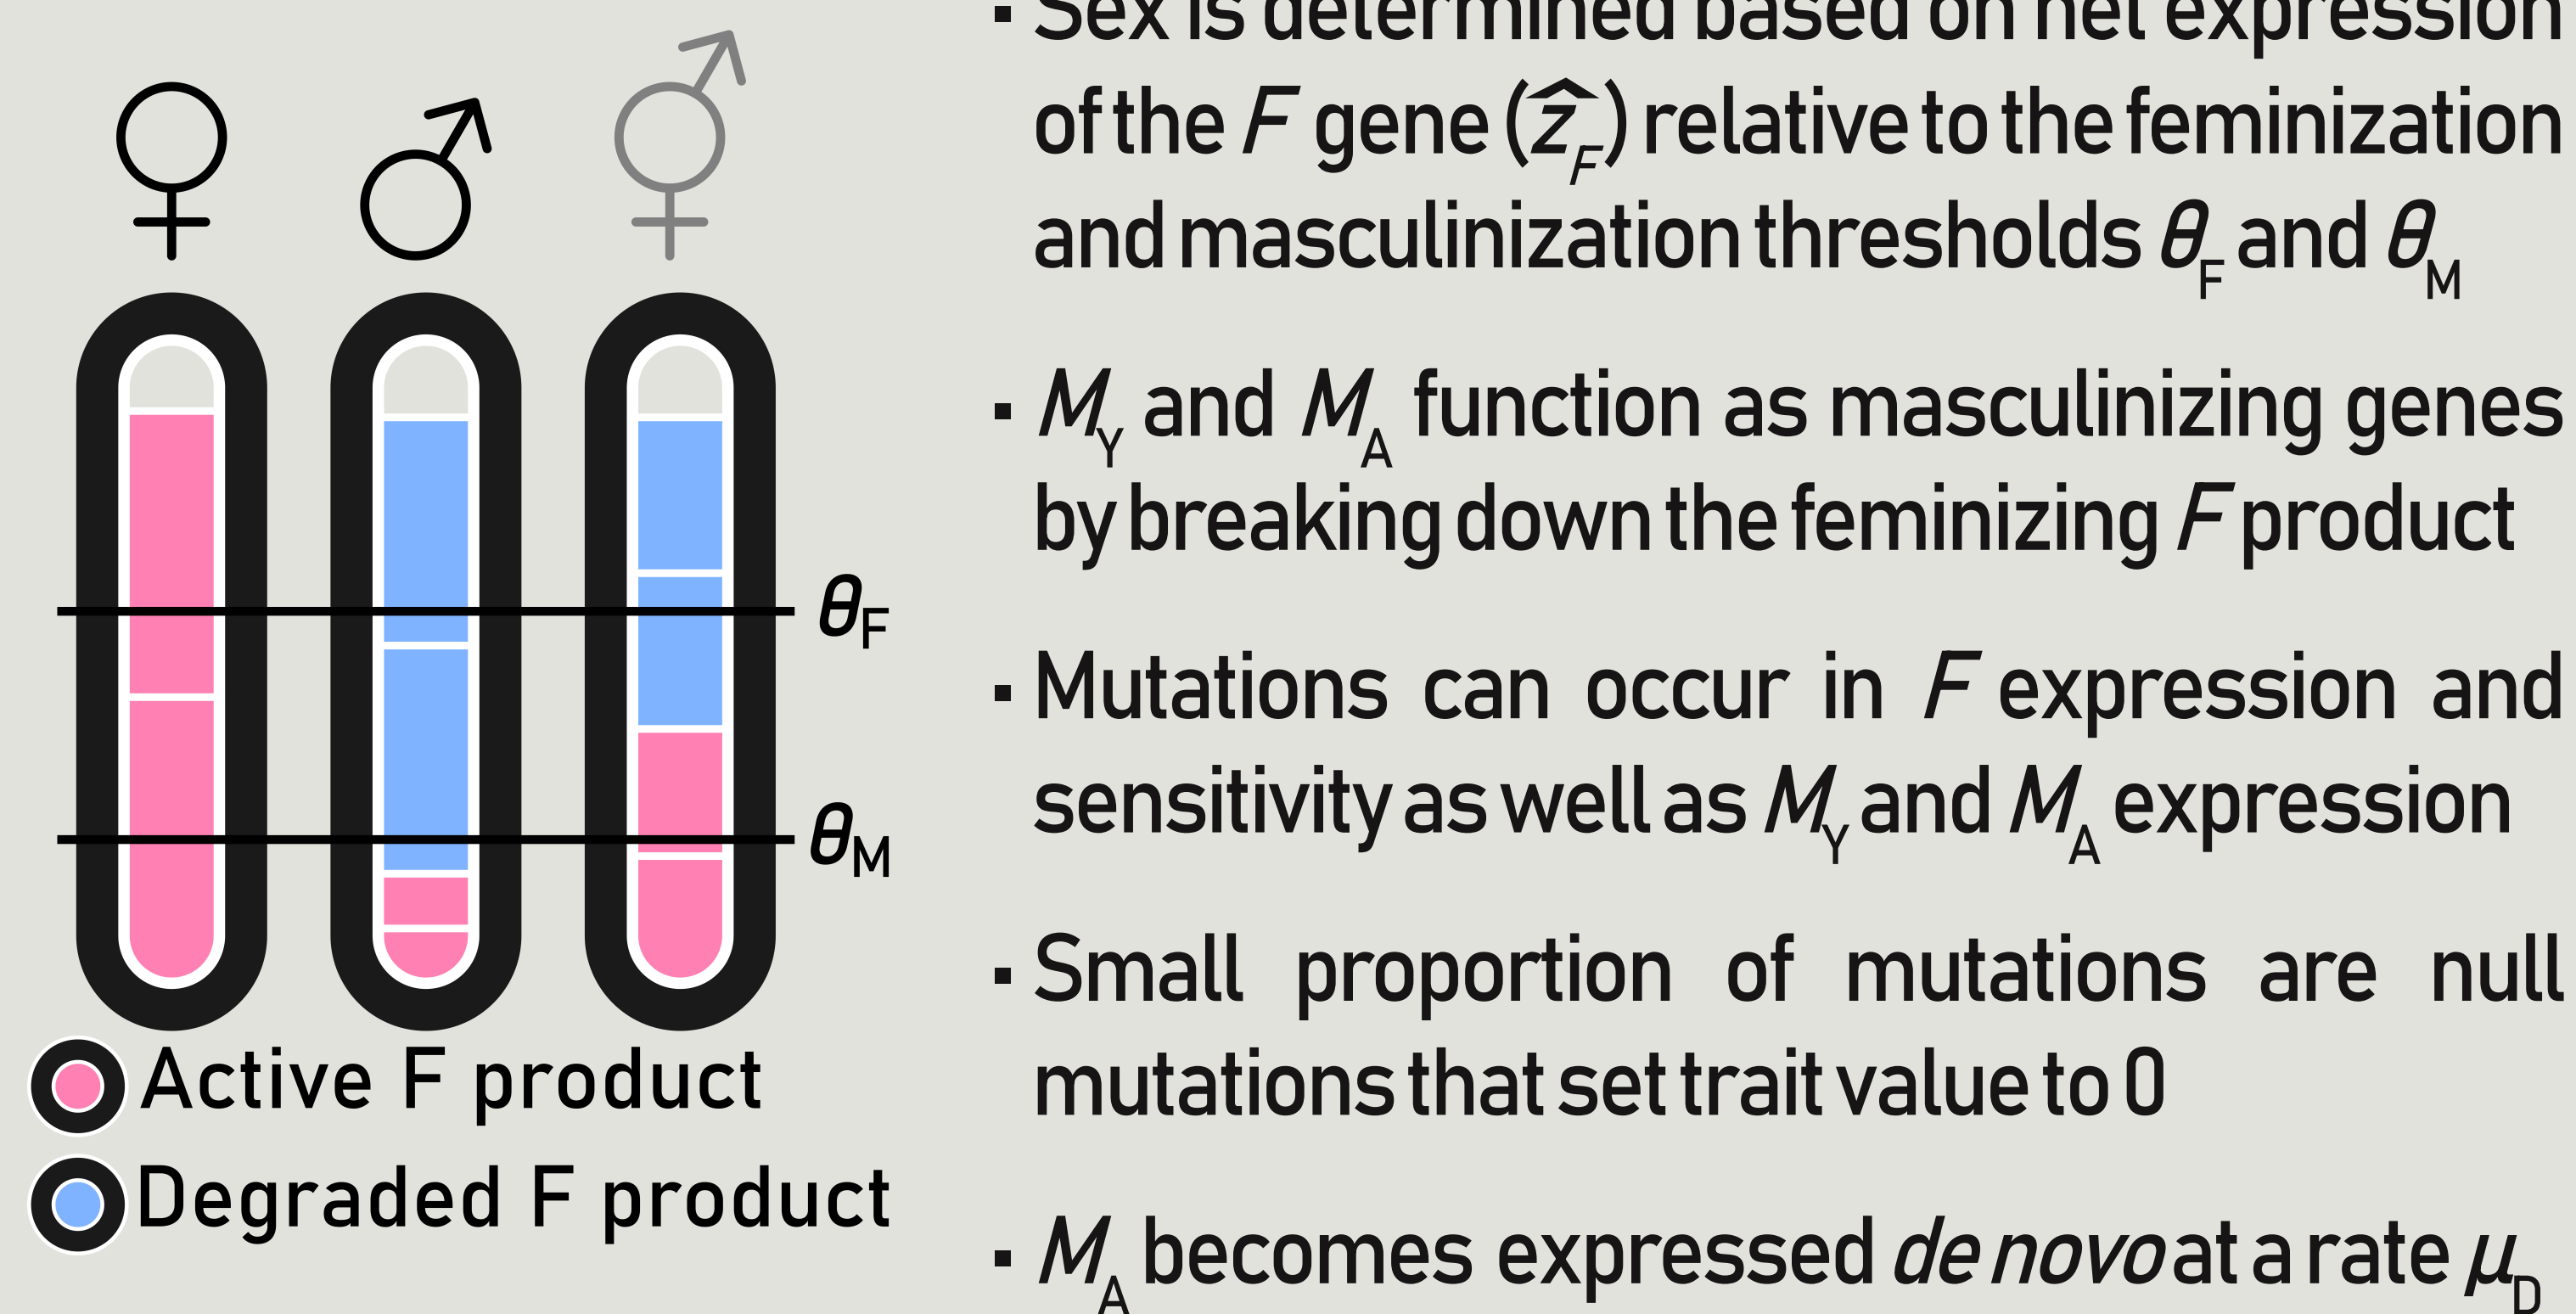 θF
θM
Active F product
Degraded F product
▪ Sex is determined based on net expression
of the F gene (ẑF) relative to the feminization
and masculinization thresholds θF and θM
▪ MY and MA function as masculinizing genes
by breaking down the feminizing F product
▪ Mutations can occur in F expression and
sensitivity as well as MY and MA expression
▪ Small proportion of mutations are null
mutations that set trait value to 0
▪ MA becomes expressed de novo at a rate μD